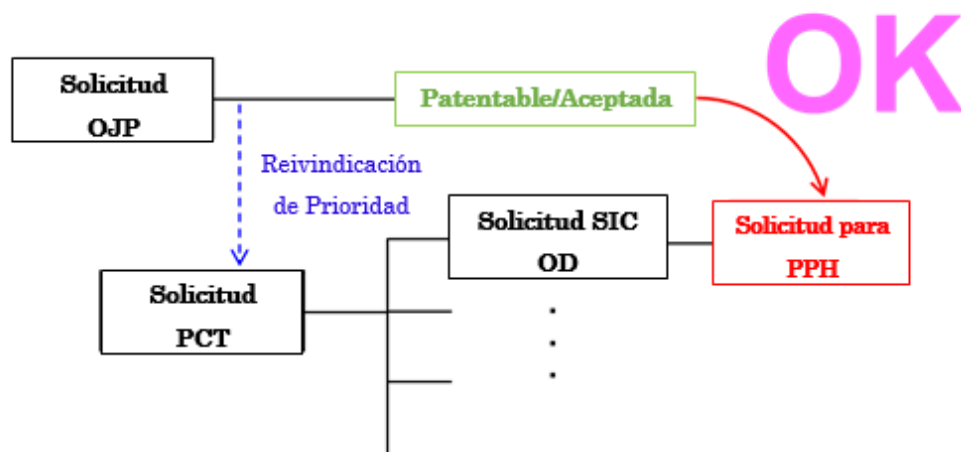 OK
Solicitud
OJP
Patentable/Aceptada
Reivindicación
de Prioridad
Solicitud SIC
OD
Solicitud para
PPH
Solicitud
PCT